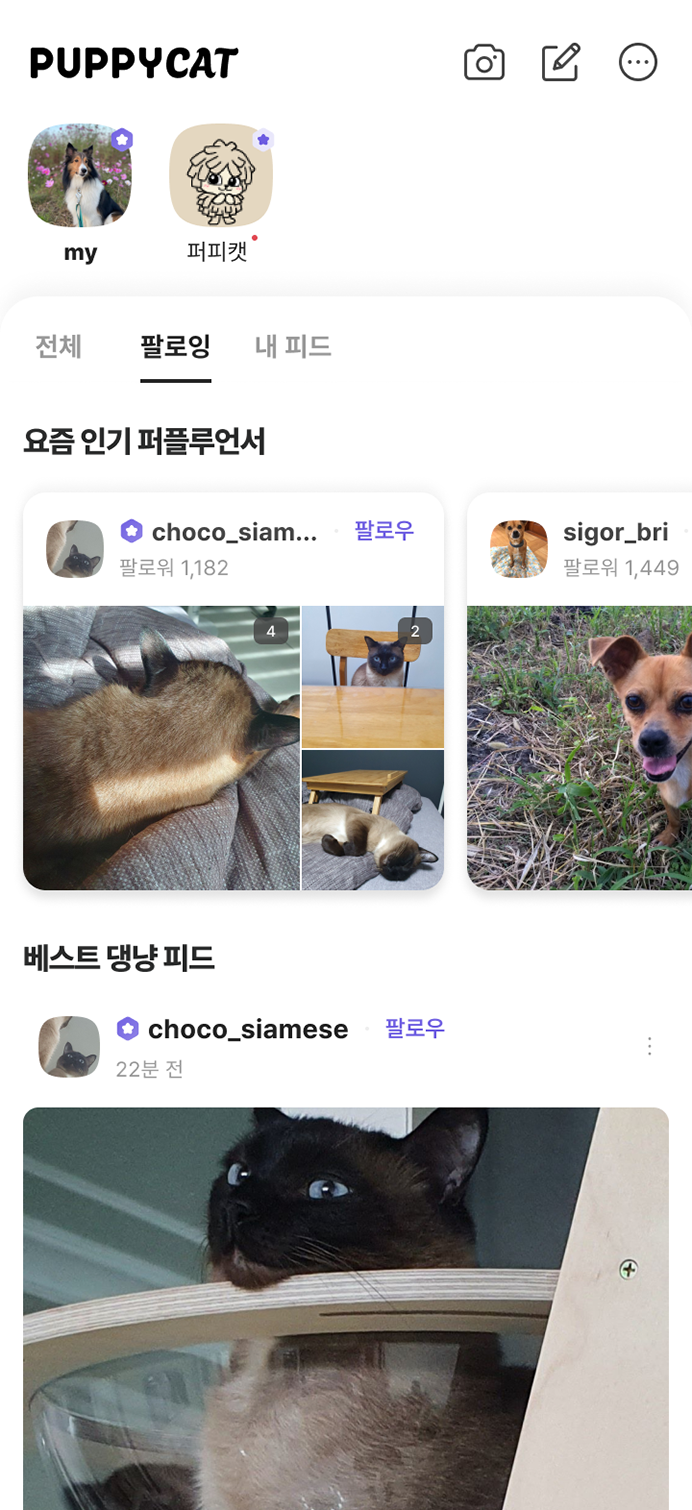 PUPPYCAT
my
퍼피캣
전체 팔로잉 내 피드
요즘 인기 퍼플루언서
choco_siam... · 팔로우
팔로워 1,182
sigor_bri
팔로워 1,449
4
2
베스트 댕냥 피드
choco_siamese · 팔로우
22분 전